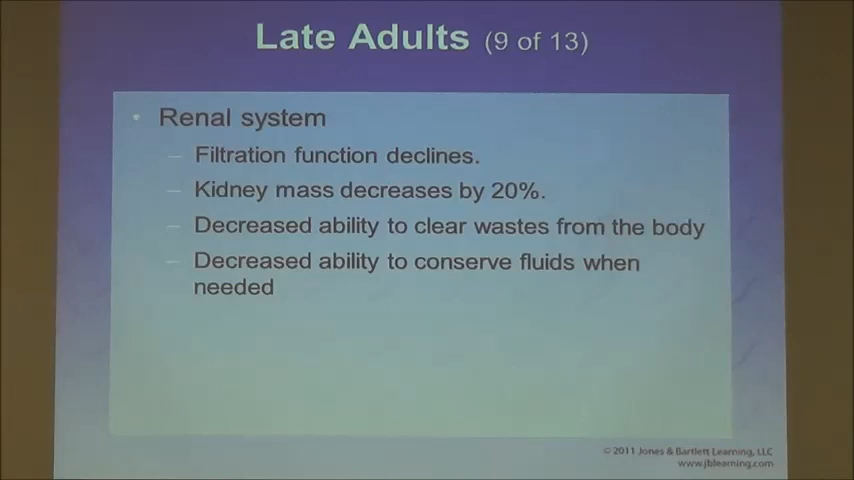 Late Adults (9 of 13)
• Renal system
– Filtration function declines.
– Kidney mass decreases by 20%.
– Decreased ability to clear wastes from the body
– Decreased ability to conserve fluids when
needed
© 2011 Jones & Bartlett Learning, LLC
www.jblearning.com